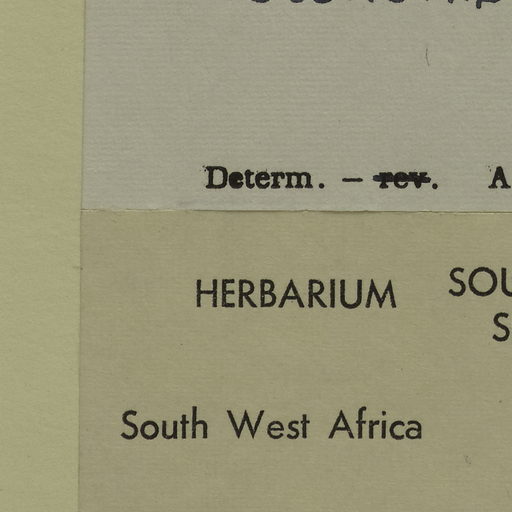 Determ. – rev. A
HERBARIUM SOU
S
South West Africa